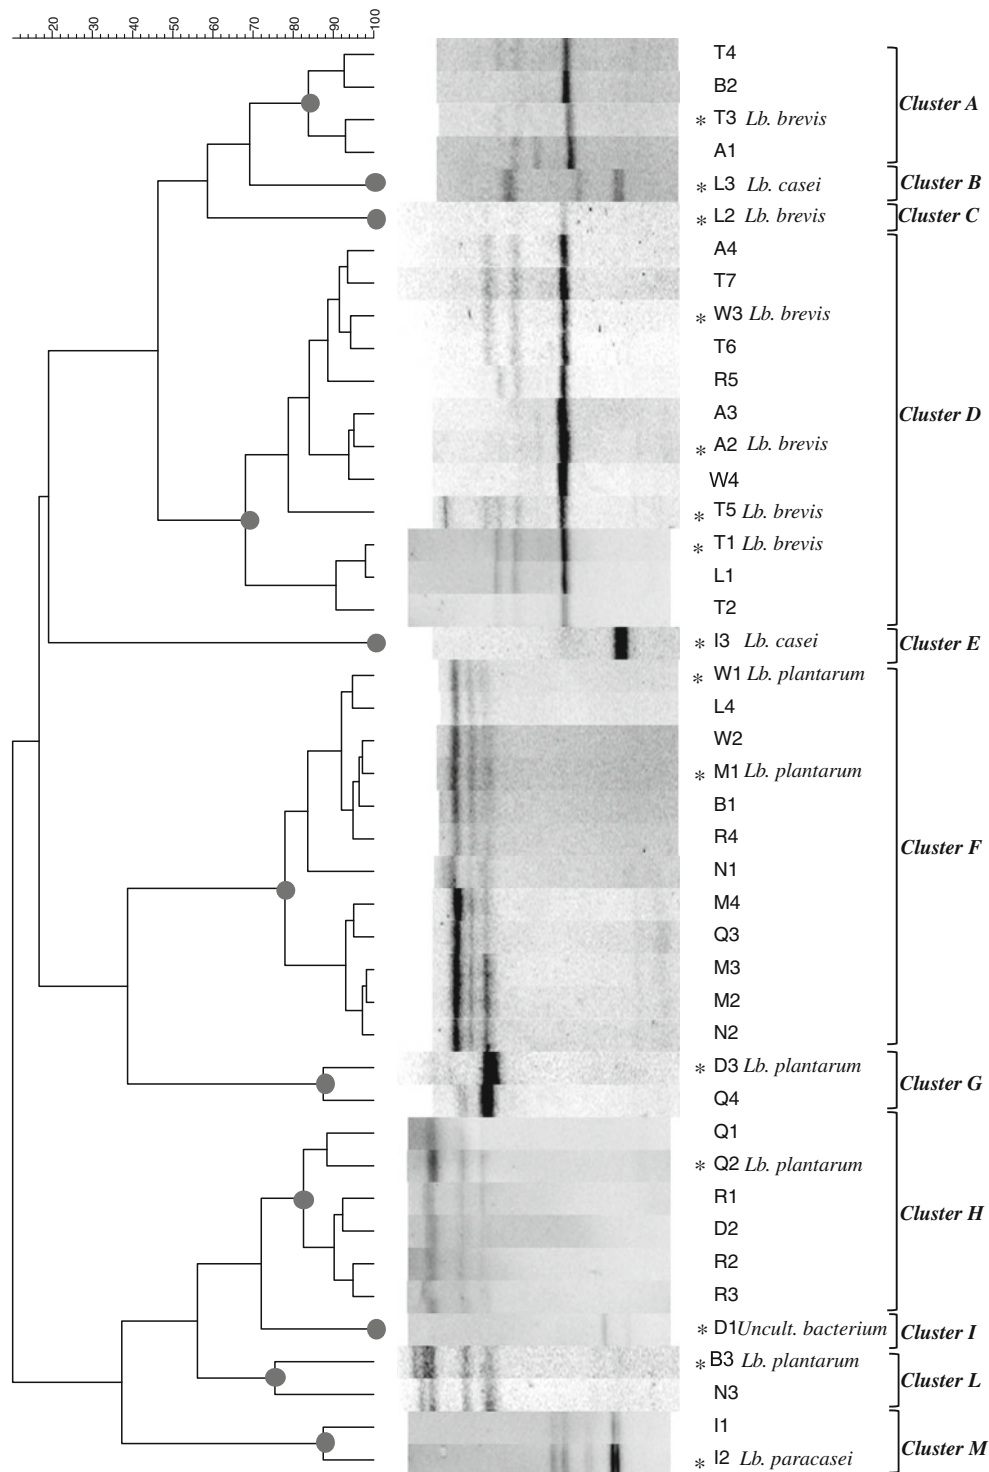 20 30 40 50 60 70 80 90 100
T4
B2
* T3 Lb. brevis
A1
Cluster A
* L3 Lb. casei
Cluster B
* L2 Lb. brevis
Cluster C
A4
T7
* W3 Lb. brevis
T6
R5
A3
* A2 Lb. brevis
W4
* T5 Lb. brevis
* T1 Lb. brevis
L1
T2
Cluster D
* I3 Lb. casei
Cluster E
* W1 Lb. plantarum
L4
W2
* M1 Lb. plantarum
B1
R4
N1
M4
Q3
M3
M2
N2
Cluster F
* D3 Lb. plantarum
Q4
Cluster G
Q1
* Q2 Lb. plantarum
R1
D2
R2
R3
Cluster H
* D1 Uncult. bacterium
Cluster I
* B3 Lb. plantarum
N3
Cluster L
I1
* I2 Lb. paracasei
Cluster M